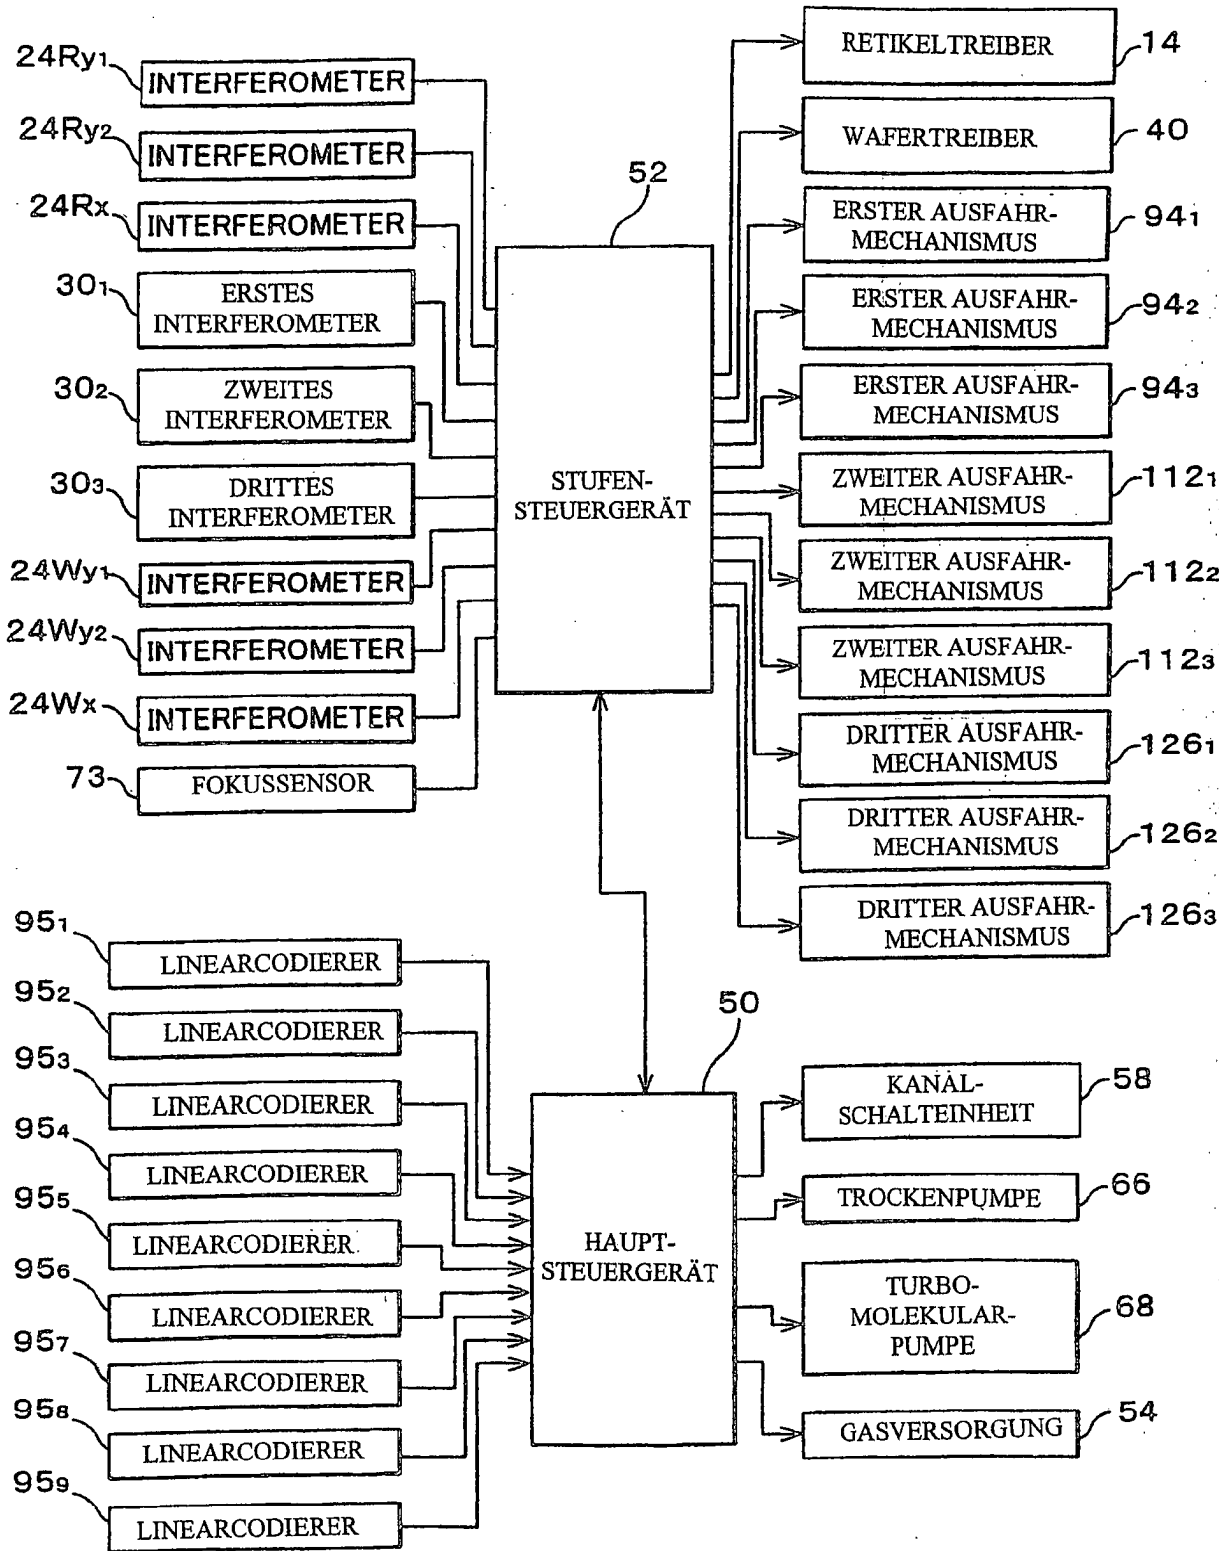 24Ry1
INTERFEROMETER
24Ry2
INTERFEROMETER
24Rx
INTERFEROMETER
301
ERSTES
INTERFEROMETER
302
ZWEITES
INTERFEROMETER
303
DRITTES
INTERFEROMETER
24Wy1
INTERFEROMETER
24Wy2
INTERFEROMETER
24Wx
INTERFEROMETER
73
FOKUSSENSOR
52
STUFEN-
STEUERGERÄT
RETIKELTREIBER
14
WAFERTREIBER
40
ERSTER AUSFAHR-
MECHANISMUS
941
ERSTER AUSFAHR-
MECHANISMUS
942
ERSTER AUSFAHR-
MECHANISMUS
943
ZWEITER AUSFAHR-
MECHANISMUS
1121
ZWEITER AUSFAHR-
MECHANISMUS
1122
ZWEITER AUSFAHR-
MECHANISMUS
1123
DRITTER AUSFAHR-
MECHANISMUS
1261
DRITTER AUSFAHR-
MECHANISMUS
1262
DRITTER AUSFAHR-
MECHANISMUS
1263
951
LINEARCODIERER
952
LINEARCODIERER
953
LINEARCODIERER
954
LINEARCODIERER
955
LINEARCODIERER
956
LINEARCODIERER
957
LINEARCODIERER
958
LINEARCODIERER
959
LINEARCODIERER
50
HAUPT-
STEUERGERÄT
KANAL-
SCHALTEINHEIT
58
TROCKENPUMPE
66
TURBO-
MOLEKULAR-
PUMPE
68
GASVERSORGUNG
54